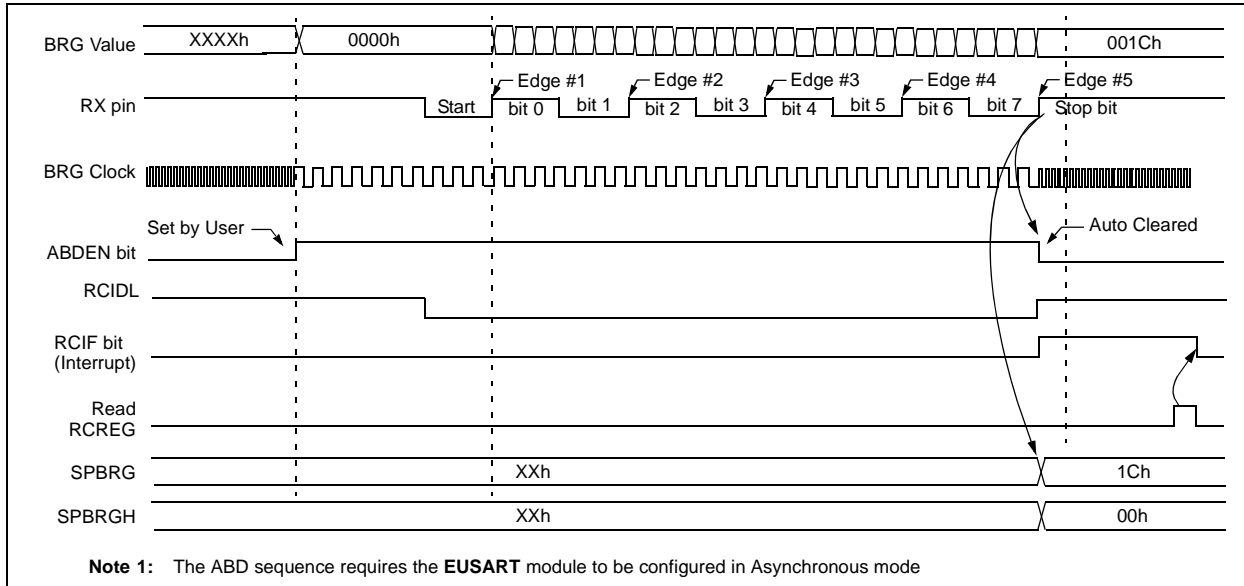 BRG Value XXXXh 0000h 001Ch
Edge #1 Edge #2 Edge #3 Edge #4 Edge #5
RX pin Start bit 0 bit 1 bit 2 bit 3 bit 4 bit 5 bit 6 bit 7 Stop bit
BRG Clock
Set by User Auto Cleared
ABDEN bit
RCIDL
RCIF bit
(Interrupt)
Read
RCREG
SPBRG XXh 1Ch
SPBRGH XXh 00h
Note 1: The ABD sequence requires the EUSART module to be configured in Asynchronous mode